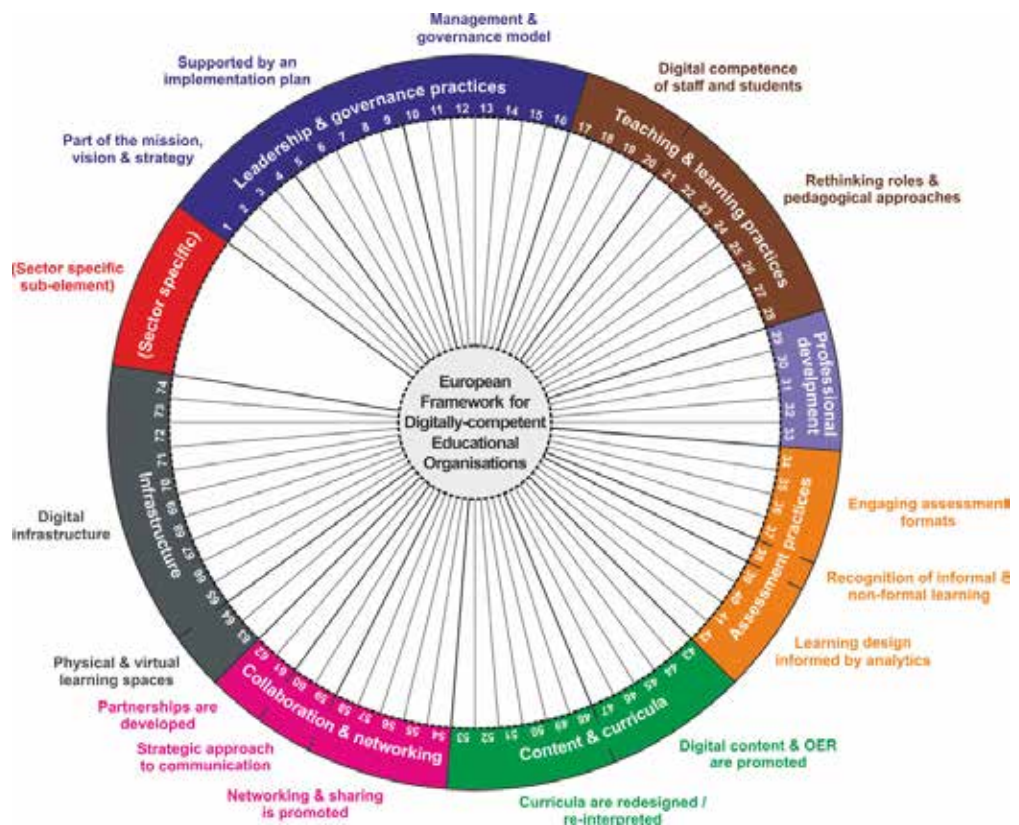 Management &
governance model
Supported by an
implementation plan
Part of the mission,
vision & strategy
(Sector specific
sub-element)
Digital
infrastructure
Physical & virtual
learning spaces
Partnerships are
developed
Strategic approach
to communication
Networking & sharing
is promoted
Curricula are redesigned /
re-interpreted
Digital content & OER
are promoted
Learning design
informed by analytics
Recognition of informal &
non-formal learning
Engaging assessment
formats
Rethinking roles &
pedagogical approaches
Digital competence
of staff and students
Leadership & governance practices
Teaching & learning practices
Professional
develpment
Assessment practices
Content & curricula
Collaboration & networking
Infrastructure
(Sector specific)
1 2 3 4 5 6 7 8 9 10 11 12 13 14 15 16
17 18 19 20 21 22 23 24 25 26 27 28
29 30 31 32 33
34 35 36 37 38 39 40 41 42
43 44 45 46 47 48 49 50 51 52 53
54 55 56 57 58 59 60 61 62
63 64 65 66 67 68 69 70 71 72 73 74
European
Framework for
Digitally-competent
Educational
Organisations